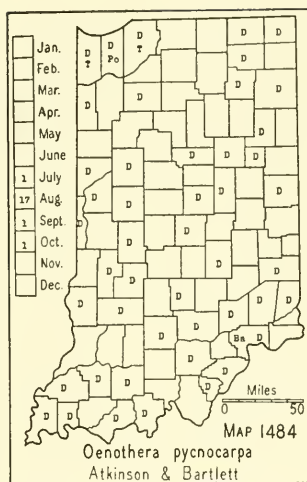 Jan.
Feb.
Mar.
Apr.
May
June
1 July
17 Aug.
1 Sept.
1 Oct.
Nov.
Dec.
D D D
T Po T
D D
D
D D
D
D
D D D D
D D
D D
D D
D D
D
D D
D D
D D D
D D
D D
Ba D
D D
D
D D
D
D D D D
Miles
0 50
MAP 1484
Oenothera pycnocarpa
Atkinson & Bartlett